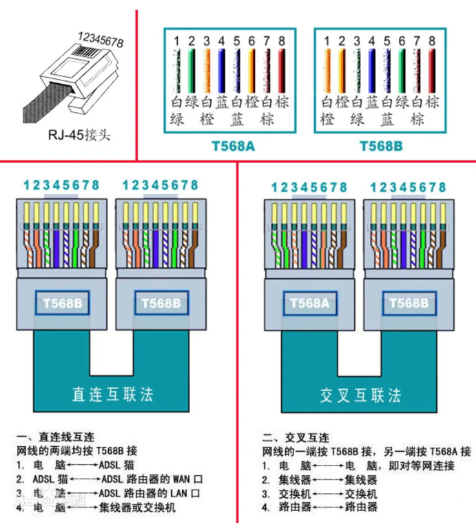 12345678
RJ-45接头
1 2 3 4 5 6 7 8
白绿白蓝白橙白棕
绿 橙 蓝 棕
T568A
1 2 3 4 5 6 7 8
白橙白蓝白绿白棕
橙 绿 蓝 棕
T568B
12345678 12345678
T568B T568B
直连互联法
一、直连线互连
网线的两端均按 T568B 接
1. 电 脑←→ADSL 猫
2. ADSL 猫←→ADSL 路由器的 WAN 口
3. 电 脑←→ADSL 路由器的 LAN 口
4. 电 脑←→集线器或交换机
12345678 12345678
T568A T568B
交叉互联法
二、交叉互连
网线的一端按 T568B 接，另一端按 T568A 接
1. 电 脑←→电 脑，即对等网连接
2. 集线器←→集线器
3. 交换机←→交换机
4. 路由器←→路由器